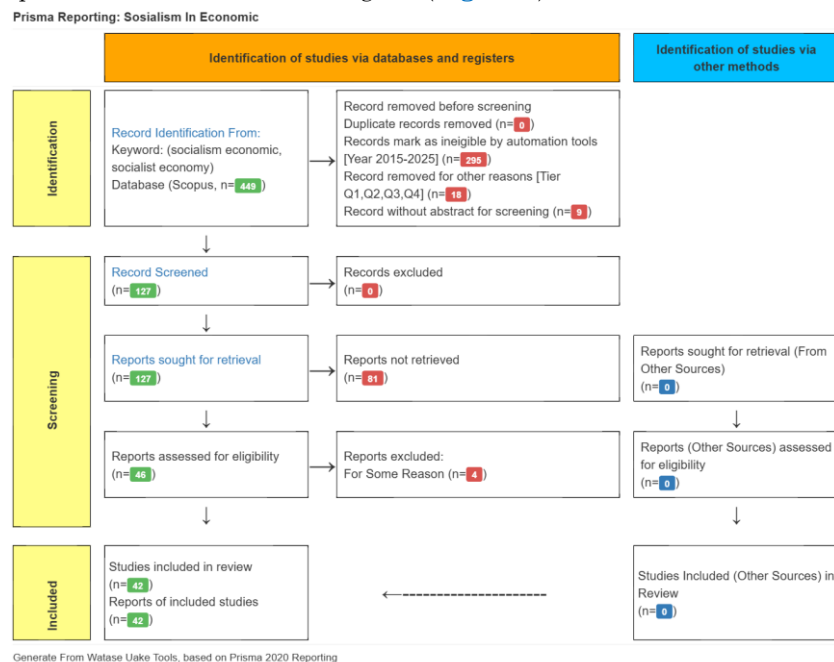 Prisma Reporting: Sosialism In Economic
Identification of studies via databases and registers
Identification of studies via
other methods
Identification
Record Identification From:
Keyword: (socialism economic,
socialist economy)
Database (Scopus, n=449)
Record removed before screening
Duplicate records removed (n=0)
Records mark as ineigible by automation tools
[Year 2015-2025] (n=295)
Record removed for other reasons [Tier
Q1,Q2,Q3,Q4] (n=18)
Record without abstract for screening (n=9)
Screening
Record Screened
(n=127)
Records excluded
(n=0)
Reports sought for retrieval
(n=127)
Reports not retrieved
(n=81)
Reports sought for retrieval (From
Other Sources)
(n=0)
Reports assessed for eligibility
(n=46)
Reports excluded:
For Some Reason (n=4)
Reports (Other Sources) assessed
for eligibility
(n=0)
Included
Studies included in review
(n=42)
Reports of included studies
(n=42)
Studies Included (Other Sources) in
Review
(n=0)
Generate From Watase Uake Tools, based on Prisma 2020 Reporting